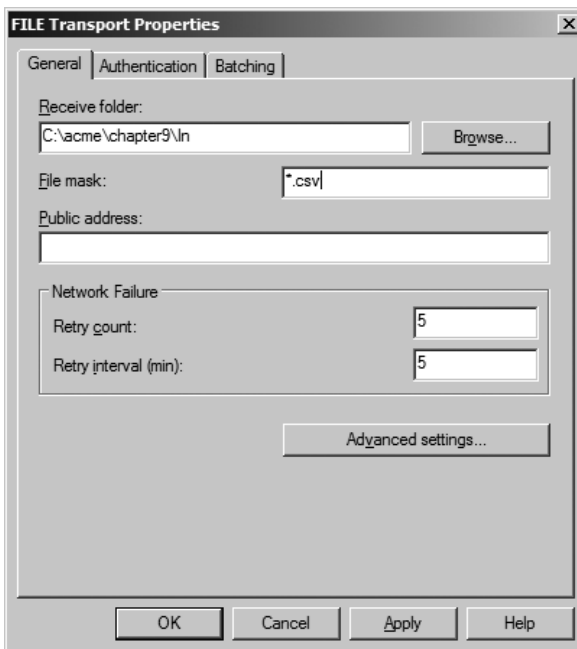 FILE Transport Properties
General Authentication Batching
Receive folder:
C:\acme\chapter9\In Browse...
File mask: *.csv
Public address:
Network Failure
Retry count: 5
Retry interval (min): 5
Advanced settings...
OK Cancel Apply Help